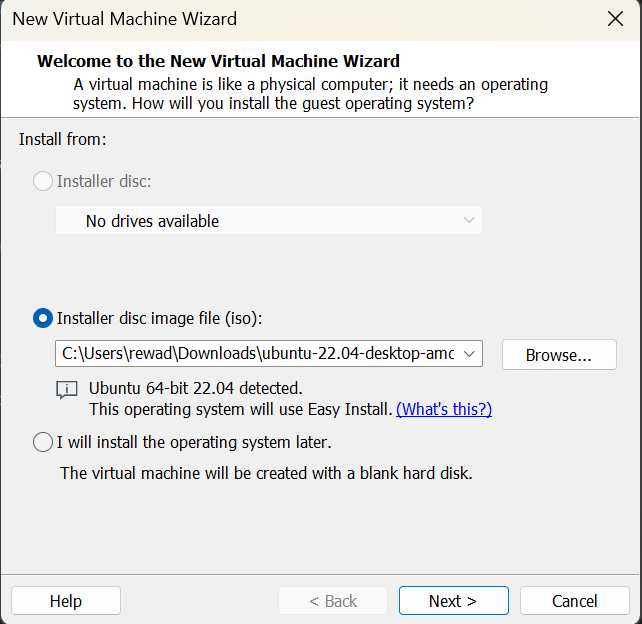 New Virtual Machine Wizard
Welcome to the New Virtual Machine Wizard
A virtual machine is like a physical computer; it needs an operating
system. How will you install the guest operating system?
Install from:
Installer disc:
No drives available
Installer disc image file (iso):
C:\Users\rewad\Downloads\ubuntu-22.04-desktop-amd
Browse...
Ubuntu 64-bit 22.04 detected.
This operating system will use Easy Install. (What's this?)
I will install the operating system later.
The virtual machine will be created with a blank hard disk.
Help
< Back
Next >
Cancel